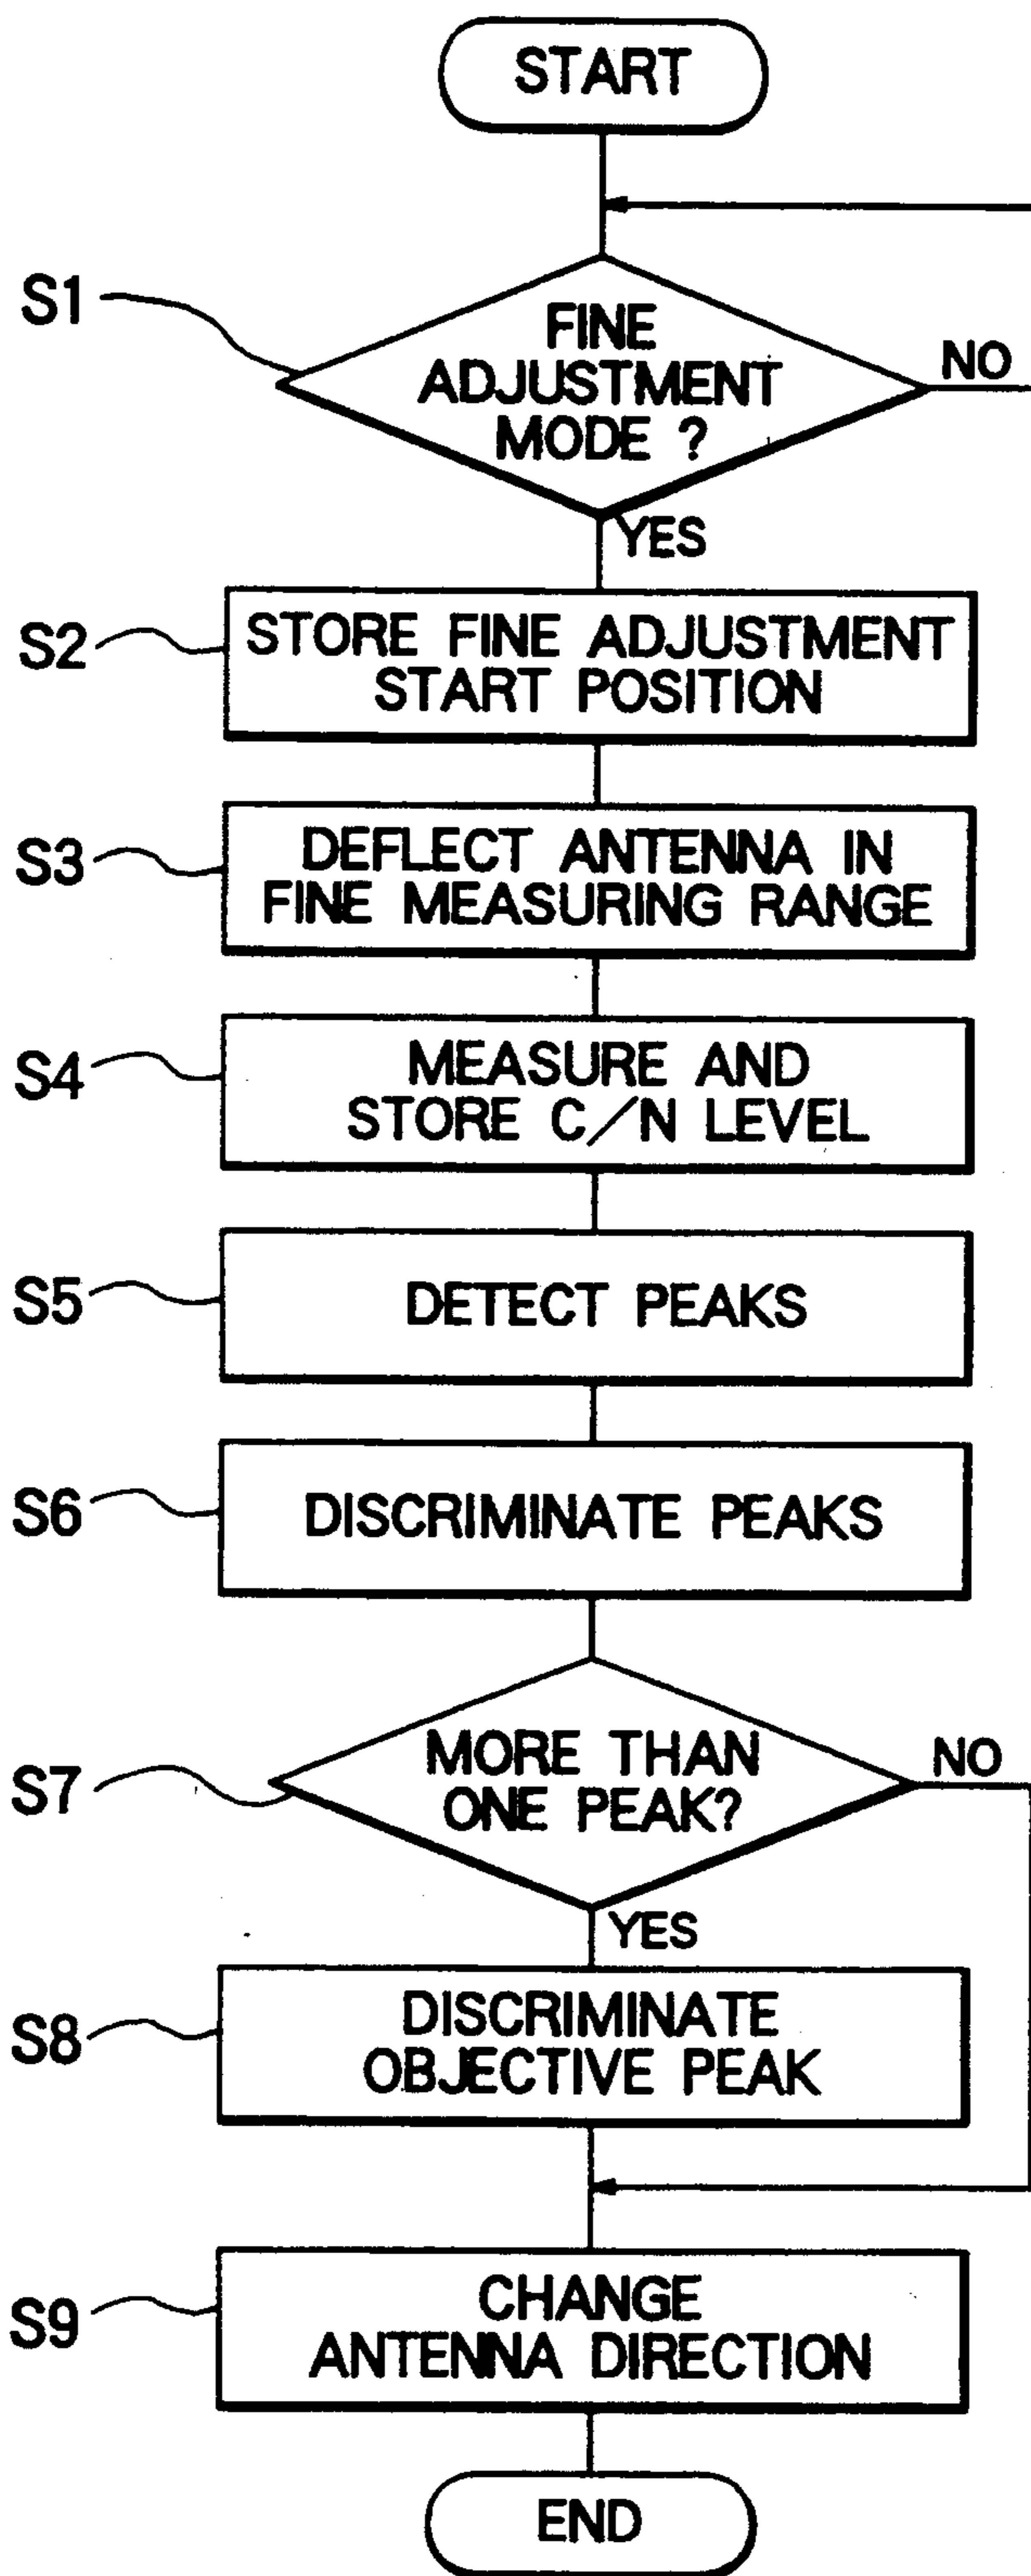 START
S1
FINE
ADJUSTMENT
MODE ?
NO
YES
S2
STORE FINE ADJUSTMENT
START POSITION
S3
DEFLECT ANTENNA IN
FINE MEASURING RANGE
S4
MEASURE AND
STORE C/N LEVEL
S5
DETECT PEAKS
S6
DISCRIMINATE PEAKS
S7
MORE THAN
ONE PEAK?
NO
YES
S8
DISCRIMINATE
OBJECTIVE PEAK
S9
CHANGE
ANTENNA DIRECTION
END